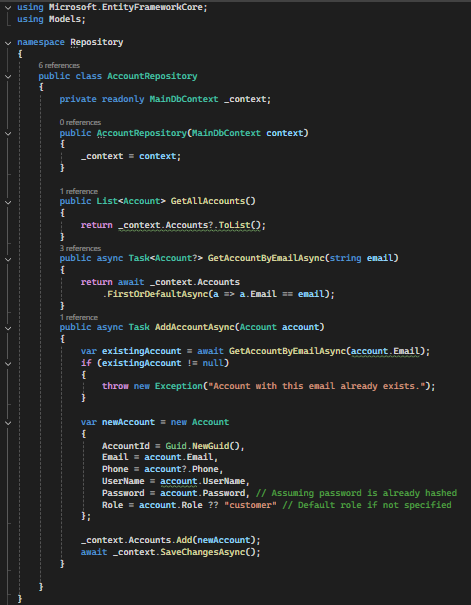 using Microsoft.EntityFrameworkCore;
using Models;
namespace Repository
{
6 references
public class AccountRepository
{
private readonly MainDbContext _context;
0 references
public AccountRepository(MainDbContext context)
{
_context = context;
}
1 reference
public List<Account> GetAllAccounts()
{
return _context.Accounts?.ToList();
}
3 references
public async Task<Account?> GetAccountByEmailAsync(string email)
{
return await _context.Accounts
.FirstOrDefaultAsync(a => a.Email == email);
}
1 reference
public async Task AddAccountAsync(Account account)
{
var existingAccount = await GetAccountByEmailAsync(account.Email);
if (existingAccount != null)
{
throw new Exception("Account with this email already exists.");
}
var newAccount = new Account
{
AccountId = Guid.NewGuid(),
Email = account.Email,
Phone = account?.Phone,
UserName = account.UserName,
Password = account.Password, // Assuming password is already hashed
Role = account.Role ?? "customer" // Default role if not specified
};
_context.Accounts.Add(newAccount);
await _context.SaveChangesAsync();
}
}
}